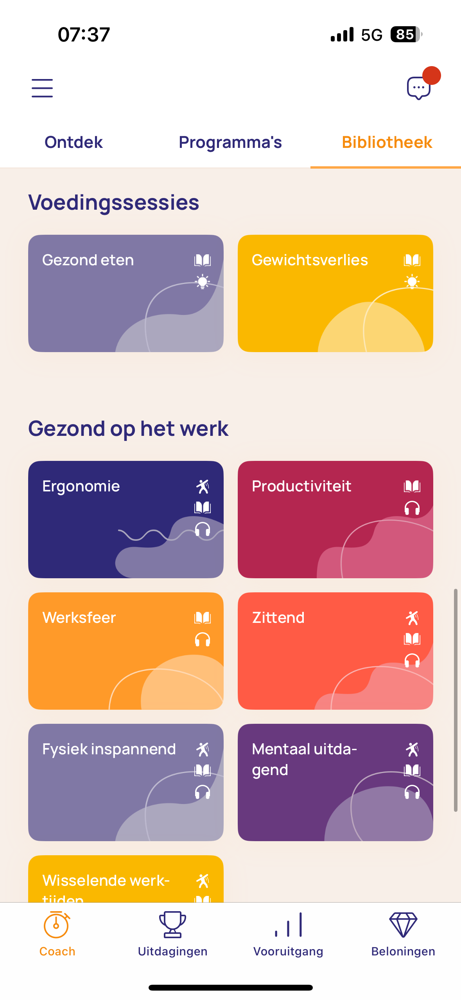 07:37
5G
85
Ontdek
Programma's
Bibliotheek
Voedingssessies
Gezond eten
Gewichtsverlies
Gezond op het werk
Ergonomie
Productiviteit
Werksfeer
Zittend
Fysiek inspannend
Mentaal uitda-
gend
Wisselende werk-
tijden
Coach
Uitdagingen
Vooruitgang
Beloningen